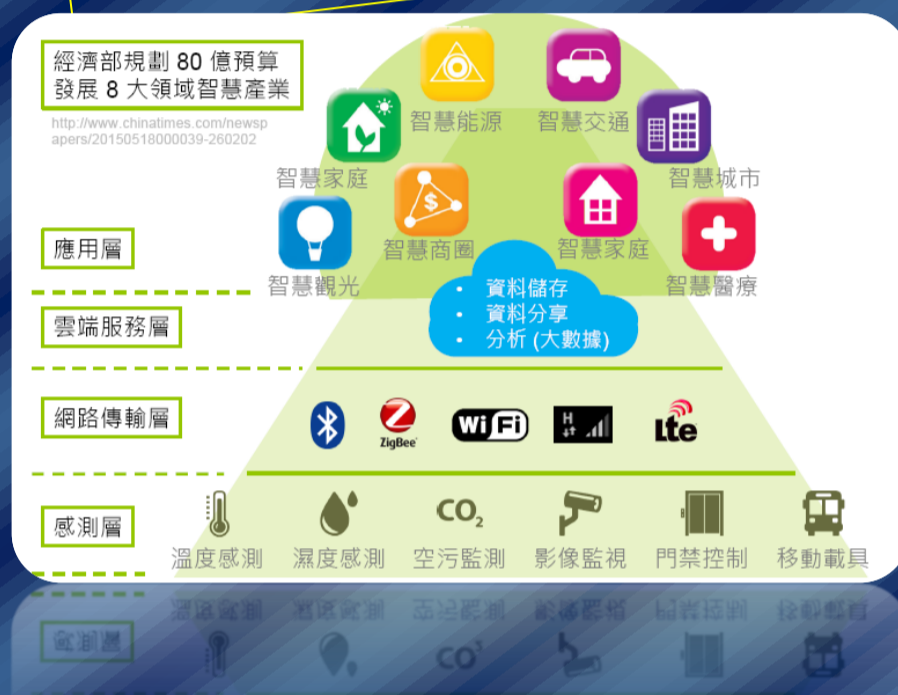 經濟部規劃 80 億預算
發展 8 大領域智慧產業
http://www.chinatimes.com/newsp
apers/20150518000039-260202
智慧能源
智慧交通
智慧家庭
智慧城市
智慧商圈
智慧家庭
智慧觀光
智慧醫療
應用層
• 資料儲存
• 資料分享
• 分析 (大數據)
雲端服務層
網路傳輸層
ZigBee
WiFi
H
lte
感測層
CO₂
溫度感測
濕度感測
空污監測
影像監視
門禁控制
移動載具